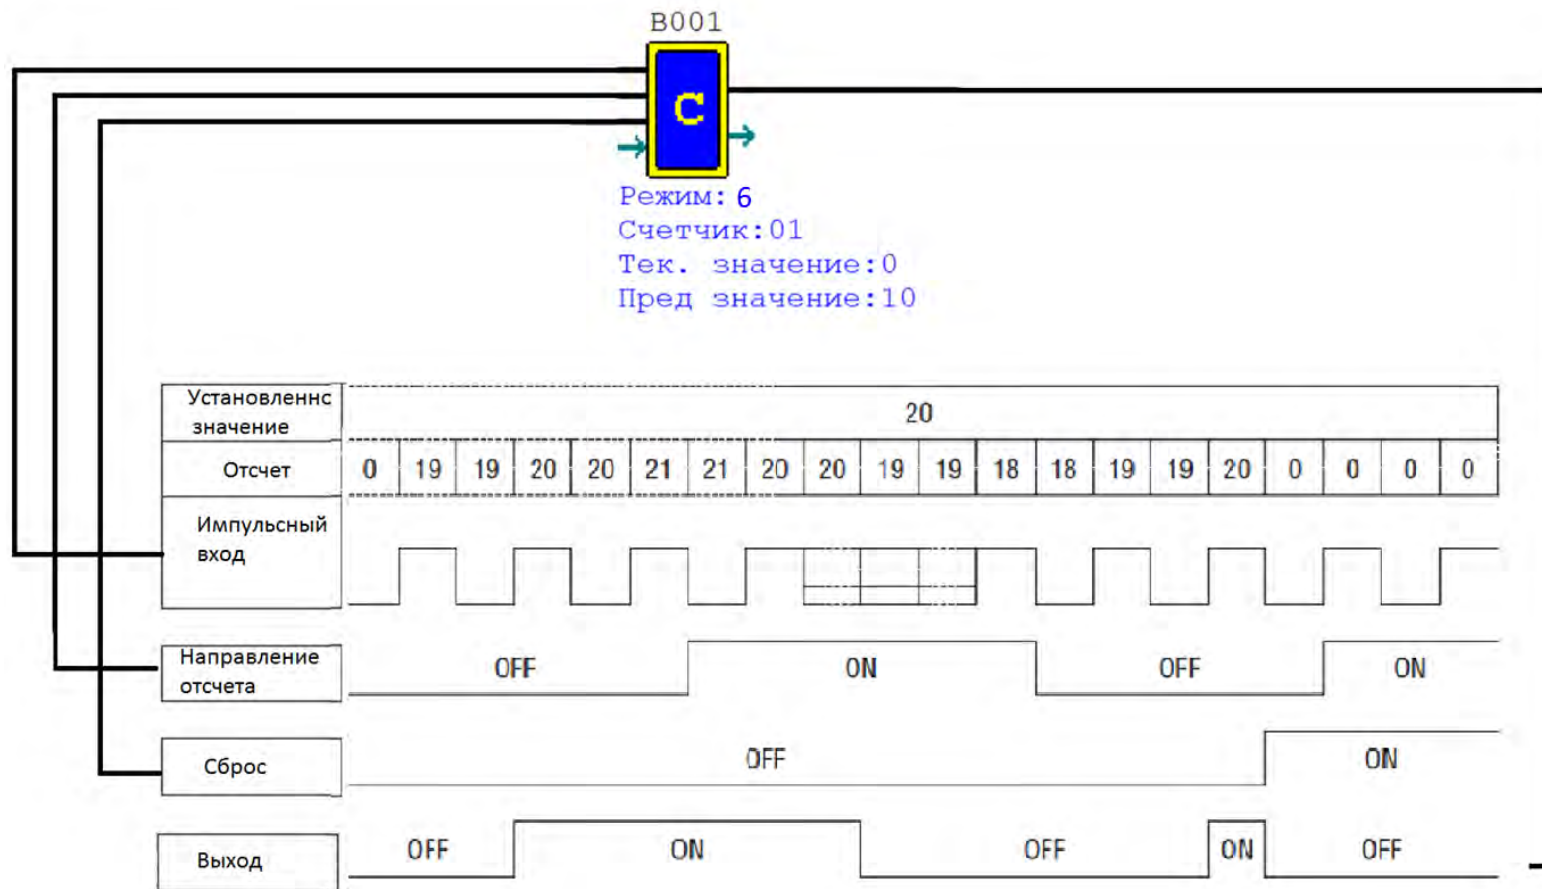 B001
C
Режим: 6
Счетчик:01
Тек. значение:0
Пред значение:10
Установленнс
значение
20
Отсчет 0 19 19 20 20 21 21 20 20 19 19 18 18 19 19 20 0 0 0 0
Импульсный
вход
Направление
отсчета
OFF ON OFF ON
Сброс OFF ON
Выход OFF ON OFF ON OFF